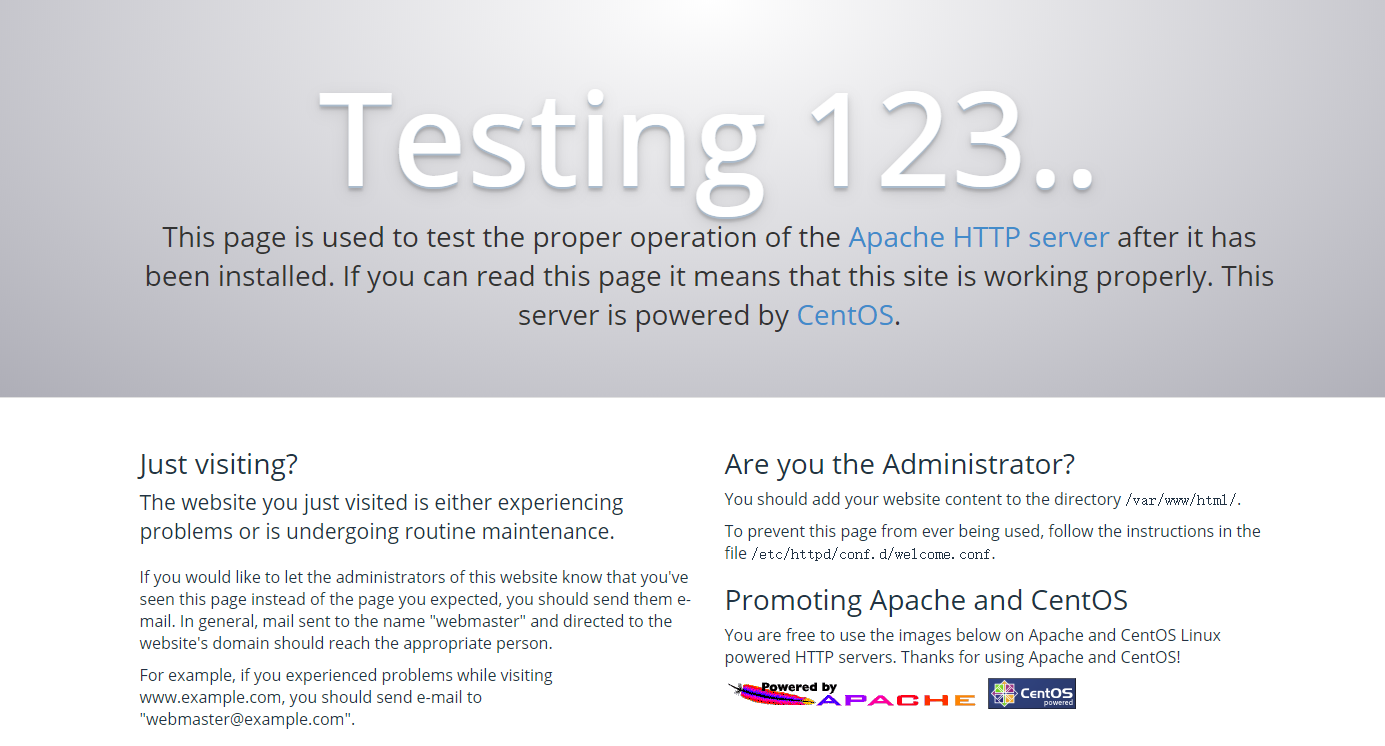 Testing 123..
This page is used to test the proper operation of the Apache HTTP server after it has
been installed. If you can read this page it means that this site is working properly. This
server is powered by CentOS.
Just visiting?
The website you just visited is either experiencing
problems or is undergoing routine maintenance.
If you would like to let the administrators of this website know that you've
seen this page instead of the page you expected, you should send them e-
mail. In general, mail sent to the name "webmaster" and directed to the
website's domain should reach the appropriate person.
For example, if you experienced problems while visiting
www.example.com, you should send e-mail to
"webmaster@example.com".
Are you the Administrator?
You should add your website content to the directory /var/www/html/.
To prevent this page from ever being used, follow the instructions in the
file /etc/httpd/conf.d/welcome.conf.
Promoting Apache and CentOS
You are free to use the images below on Apache and CentOS Linux
powered HTTP servers. Thanks for using Apache and CentOS!
Powered by
APACHE
CentOS
powered